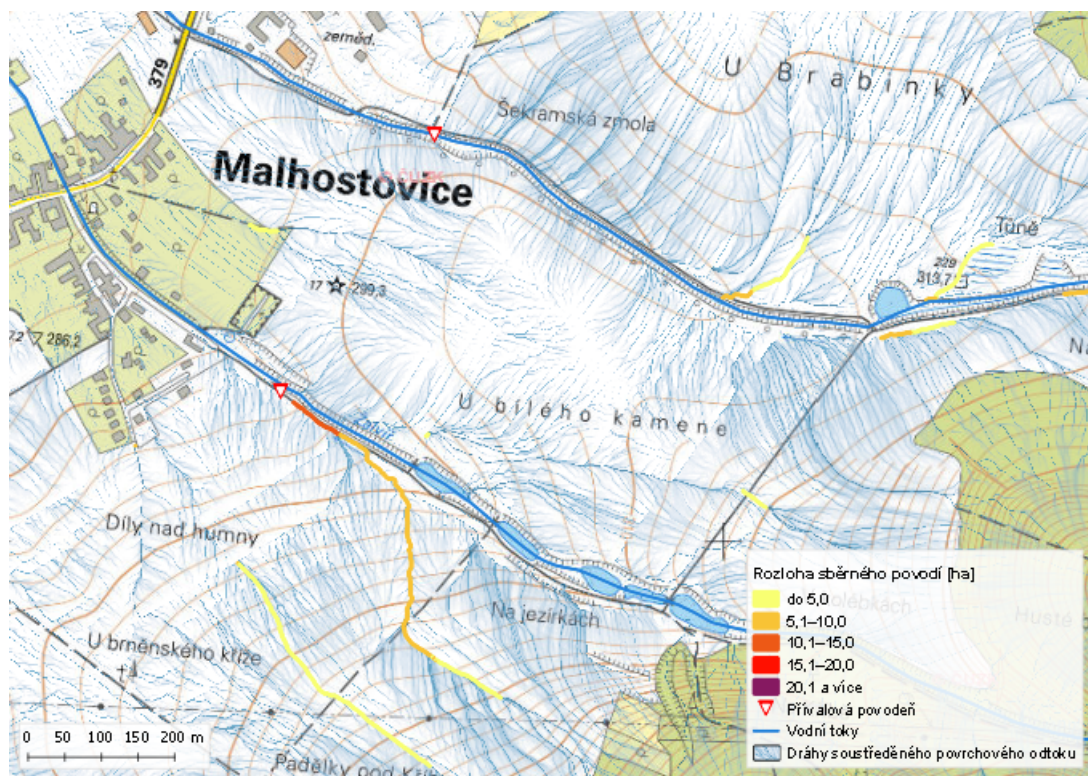 zeměd.
U Brabinky
379
Šekramská zmola
Malhostovice
Tůně
229
313,7
17 299,3
7,2 286,2
U bílého kamene
Díly nad humny
Na jezírkách
U brněnského kříže
Padělky pod Kříž
Husté
Rozloha sběrného povodí [ha]
do 5,0
5,1–10,0
10,1–15,0
15,1–20,0
20,1 a více
Přívalová povodeň
Vodní toky
Dráhy soustředěného povrchového odtoku
0 50 100 150 200 m